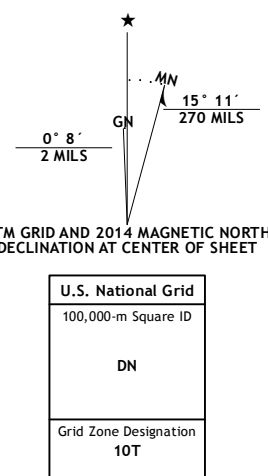 ★
MN
15° 11´
270 MILS
GN
0° 8´
2 MILS
TM GRID AND 2014 MAGNETIC NORTH
DECLINATION AT CENTER OF SHEET
U.S. National Grid
100,000-m Square ID
DN
Grid Zone Designation
10T